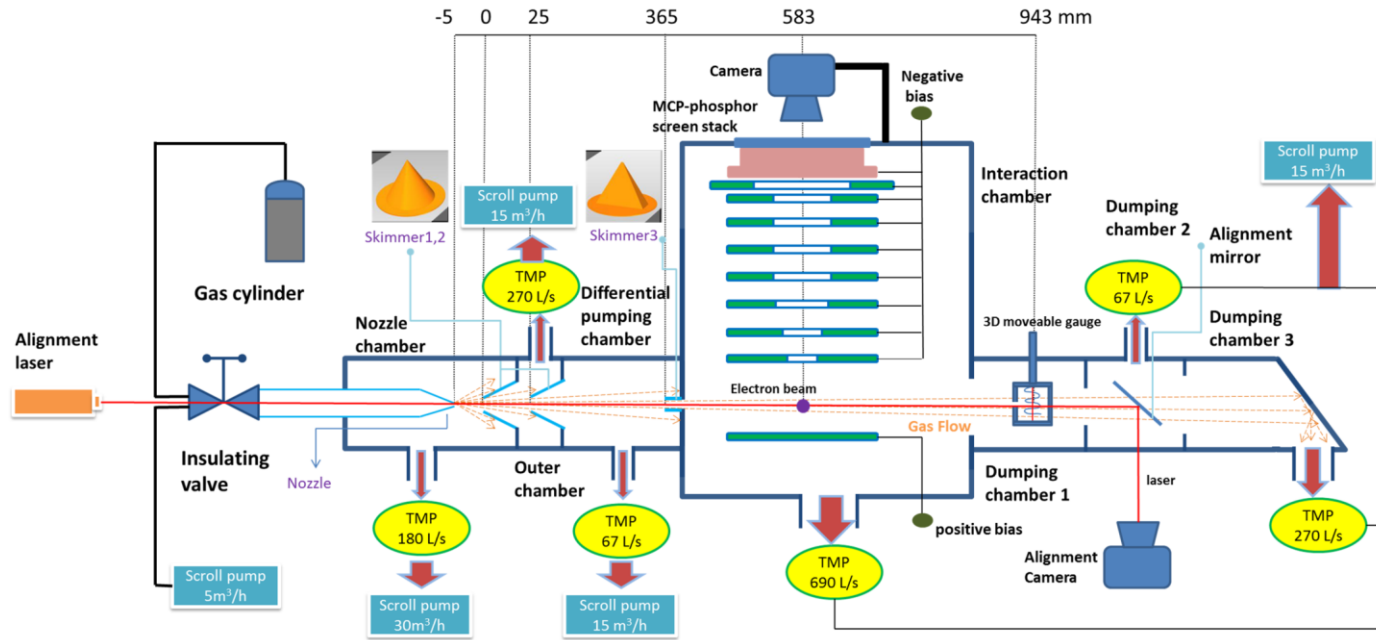 -5 0 25 365 583 943 mm
Camera
Negative
bias
MCP-phosphor
screen stack
Scroll pump
15 m³/h
Interaction
chamber
Scroll pump
15 m³/h
Skimmer1,2
Skimmer3
Dumping
chamber 2
Alignment
mirror
TMP
270 L/s
TMP
67 L/s
Gas cylinder
Differential
pumping
chamber
Nozzle
chamber
3D moveable gauge
Dumping
chamber 3
Alignment
laser
Electron beam
Gas Flow
Insulating
valve
Nozzle
Outer
chamber
Dumping
chamber 1
laser
TMP
180 L/s
TMP
67 L/s
TMP
690 L/s
positive bias
TMP
270 L/s
Alignment
Camera
Scroll pump
5m³/h
Scroll pump
30m³/h
Scroll pump
15 m³/h